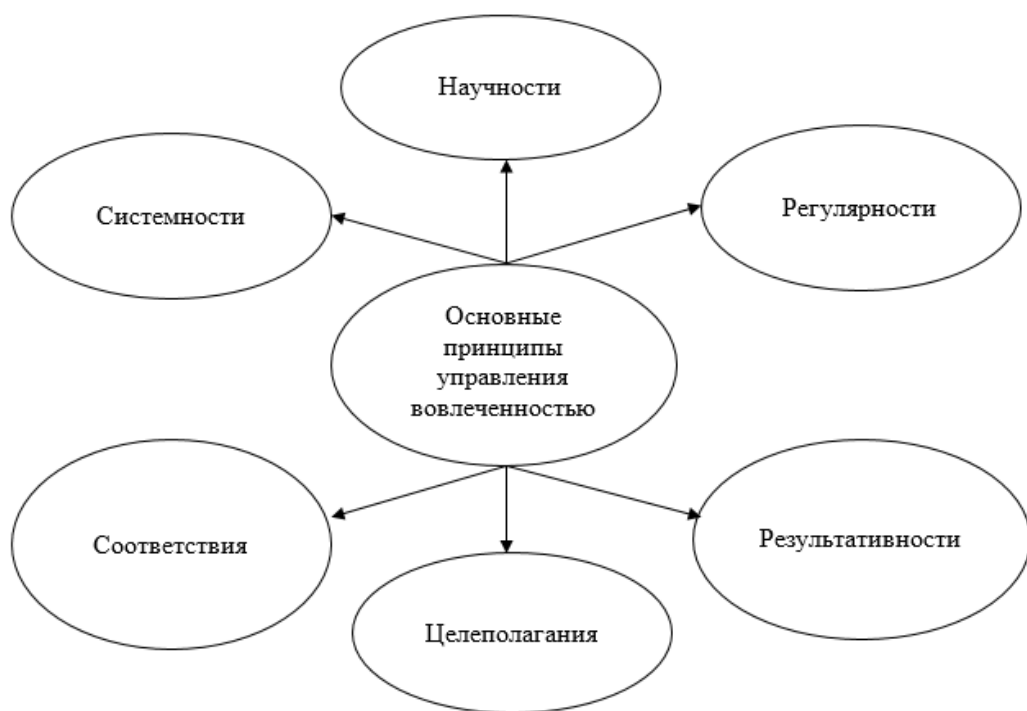 Научности
Системности
Регулярности
Основные
принципы
управления
вовлеченностью
Соответствия
Результативности
Целеполагания